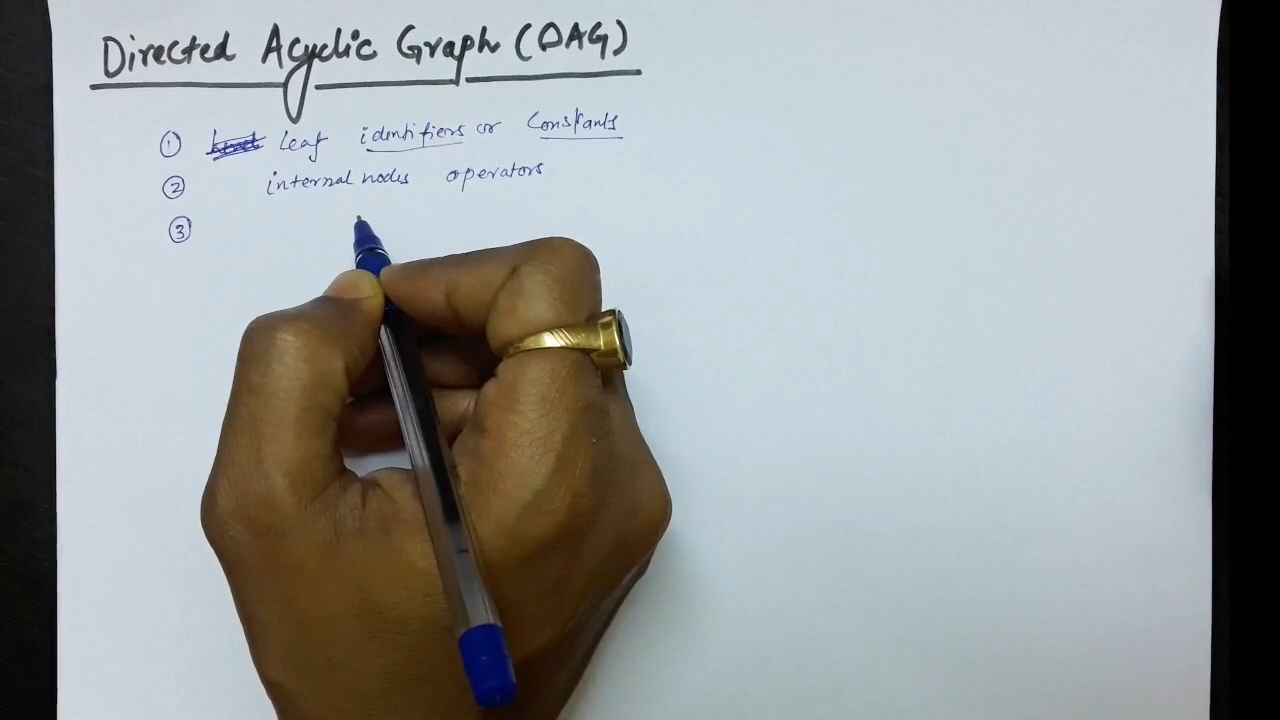 Directed Acyclic Graph (DAG)
① Leaf identifiers or Constants
② internal nodes operators
③